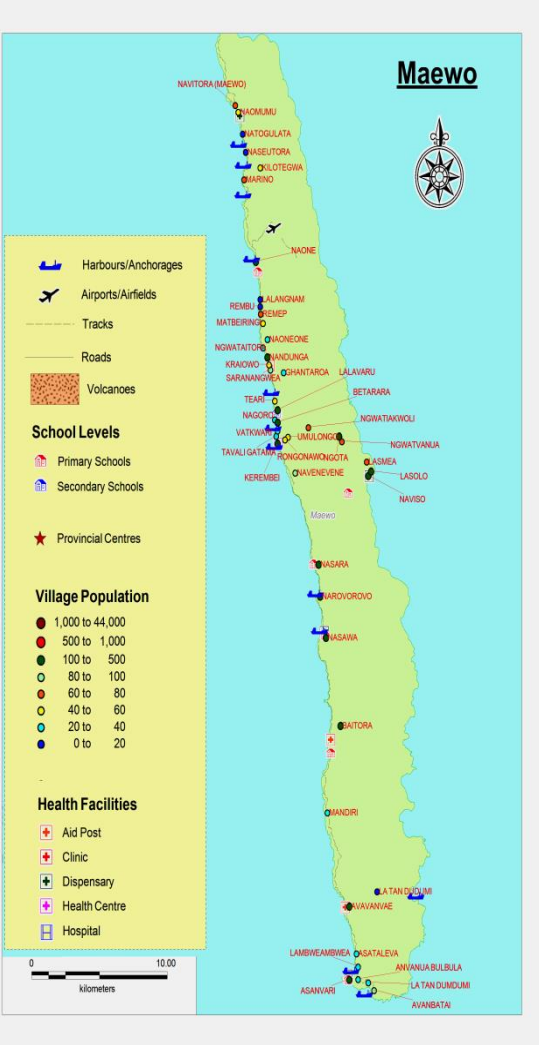 Maewo
NAVITORA (MAEWO)
NAOMUMU
NATOGULATA
NASEUTORA
KILOTEGWA
MARINO
NAONE
LALANGNAM
REMBU
REMEP
MATBEIRING
NAONEONE
NGWATAITOR
NANDUNGA
KRAIOWO
SARANANGWEA
GHANTAROA
LALAVARU
TEARI
BETARARA
NAGORO
NGWATIAKWOLI
VATKWARI
UMULONGO
NGWATVANUA
TAVALI GATAMA
RONGONAWO
NGOTA
LASMEA
KEREMBEI
NAVENEVENE
LASOLO
NAVISO
Maewo
NASARA
NAROVOROVO
NASAWA
BAITORA
MANDIRI
LA TAN DUDUMI
AVAVANVAE
LAMBWEAMBWEA
ASATALEVA
ANVANUA BULBULA
ASANVARI
LA TAN DUMDUMI
AVANBATAI
Harbours/Anchorages
Airports/Airfields
Tracks
Roads
Volcanoes
School Levels
Primary Schools
Secondary Schools
Provincial Centres
Village Population
1,000 to 44,000
500 to 1,000
100 to 500
80 to 100
60 to 80
40 to 60
20 to 40
0 to 20
Health Facilities
Aid Post
Clinic
Dispensary
Health Centre
Hospital
0 10.00
kilometers